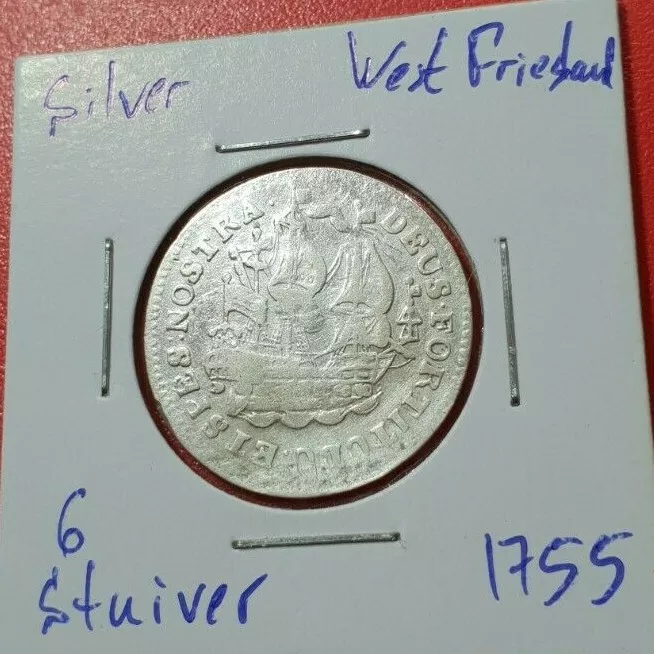 Silver
West Friesland
DEUS·FORTITUDO·ET SPES·NOSTRA·
6
Stuiver
1755